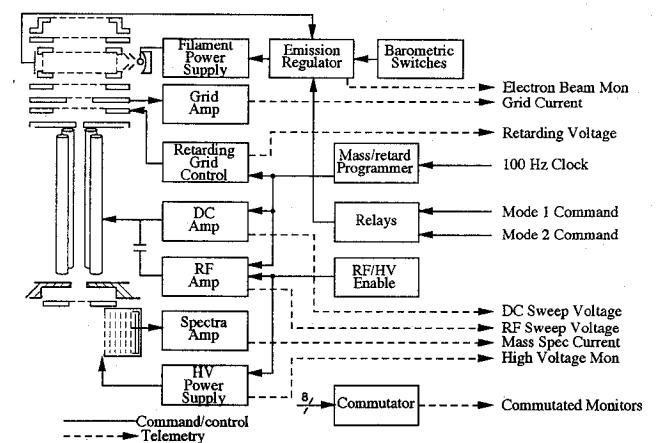 Filament
Power
Supply
Emission
Regulator
Barometric
Switches
Electron Beam Mon
Grid
Amp
Grid Current
Retarding Voltage
Retarding
Grid
Control
Mass/retard
Programmer
100 Hz Clock
DC
Amp
Relays
Mode 1 Command
Mode 2 Command
RF
Amp
RF/HV
Enable
DC Sweep Voltage
Spectra
Amp
RF Sweep Voltage
Mass Spec Current
High Voltage Mon
HV
Power
Supply
8
Commutator
Commutated Monitors
Command/control
Telemetry